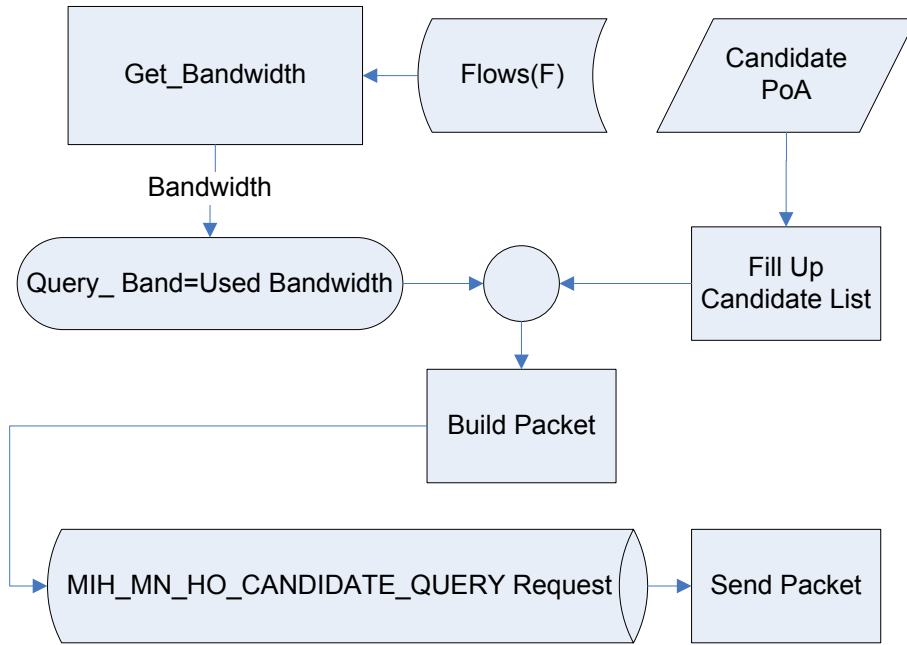 Get_Bandwidth
Flows(F)
Candidate
PoA
Bandwidth
Query_ Band=Used Bandwidth
Fill Up
Candidate List
Build Packet
MIH_MN_HO_CANDIDATE_QUERY Request
Send Packet